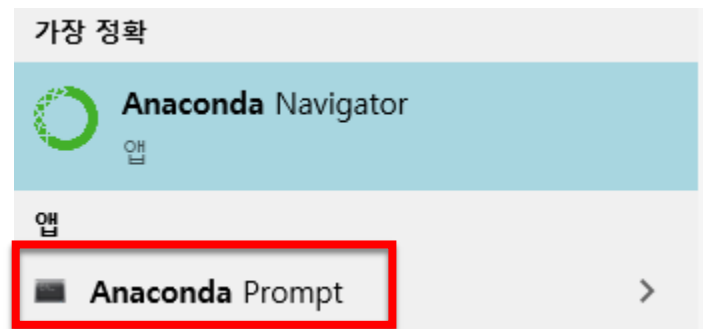 가장 정확
Anaconda Navigator
앱
앱
Anaconda Prompt